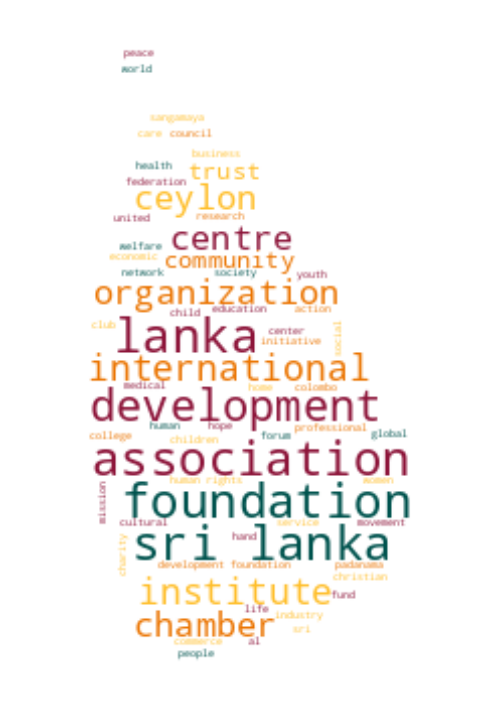 peace
world
sangamaya
care council
business
health trust
federation
ceylon
united research
centre
welfare
economic community
network society youth
organization
child education action
club lanka center social
initiative
international
medical home colombo
development
human hope professional
college children forum global
association
human rights women
mission foundation
cultural service movement
hand
sri lanka
charity
development foundation padanama
christian
institute fund
life
chamber industry
sri
commerce al
people